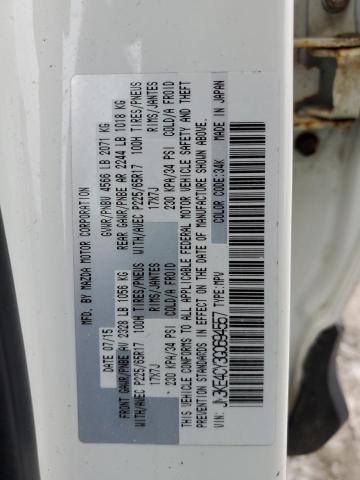 MFD. BY MAZDA MOTOR CORPORATION
DATE 07/15
GVWR/PNBV 4566 LB 2071 KG
FRONT GAWR/PNBE AV 2328 LB 1056 KG
REAR GAWR/PNBE AR 2244 LB 1018 KG
WITH/AVEC P225/65R17 100H TIRES/PNEUS
WITH/AVEC P225/65R17 100H TIRES/PNEUS
17X7J RIMS/JANTES
17X7J RIMS/JANTES
* 230 KPA/34 PSI COLD/A FROID
230 KPA/34 PSI COLD/A FROID
THIS VEHICLE CONFORMS TO ALL APPLICABLE FEDERAL MOTOR VEHICLE SAFETY AND THEFT
PREVENTION STANDARDS IN EFFECT ON THE DATE OF MANUFACTURE SHOWN ABOVE.
TYPE:MPV
COLOR CODE:34K
MADE IN JAPAN